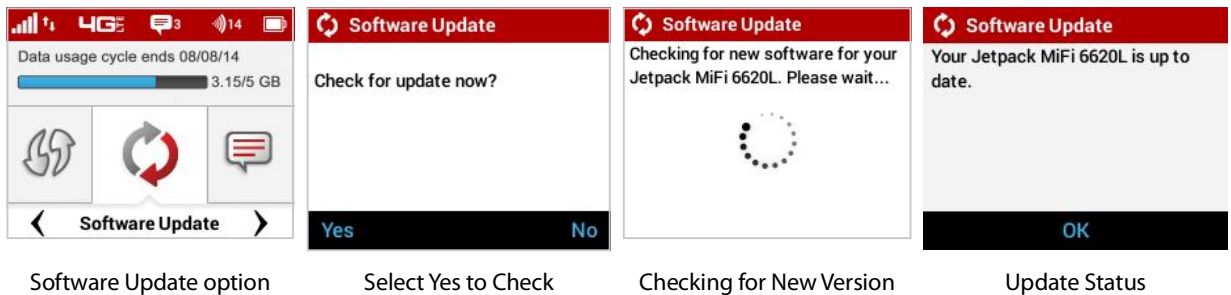 4G LTE 3 14
Data usage cycle ends 08/08/14
3.15/5 GB
Software Update
Software Update option
Software Update
Check for update now?
Yes No
Select Yes to Check
Software Update
Checking for new software for your
Jetpack MiFi 6620L. Please wait...
Checking for New Version
Software Update
Your Jetpack MiFi 6620L is up to
date.
OK
Update Status